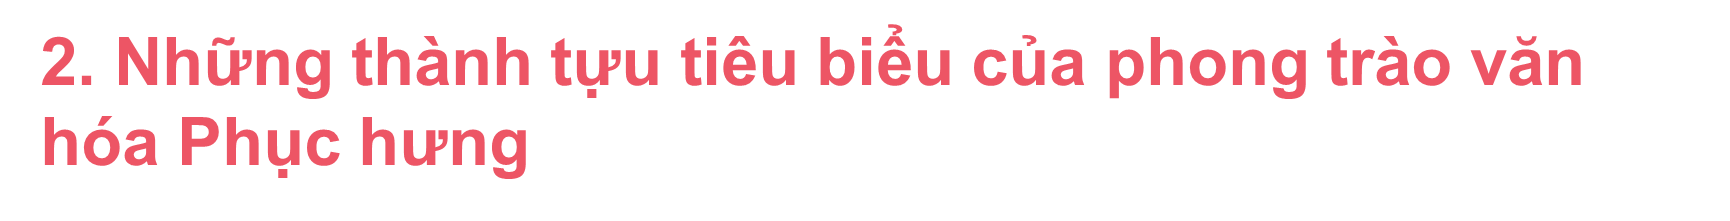 2. Những thành tựu tiêu biểu của phong trào văn
hóa Phục hưng